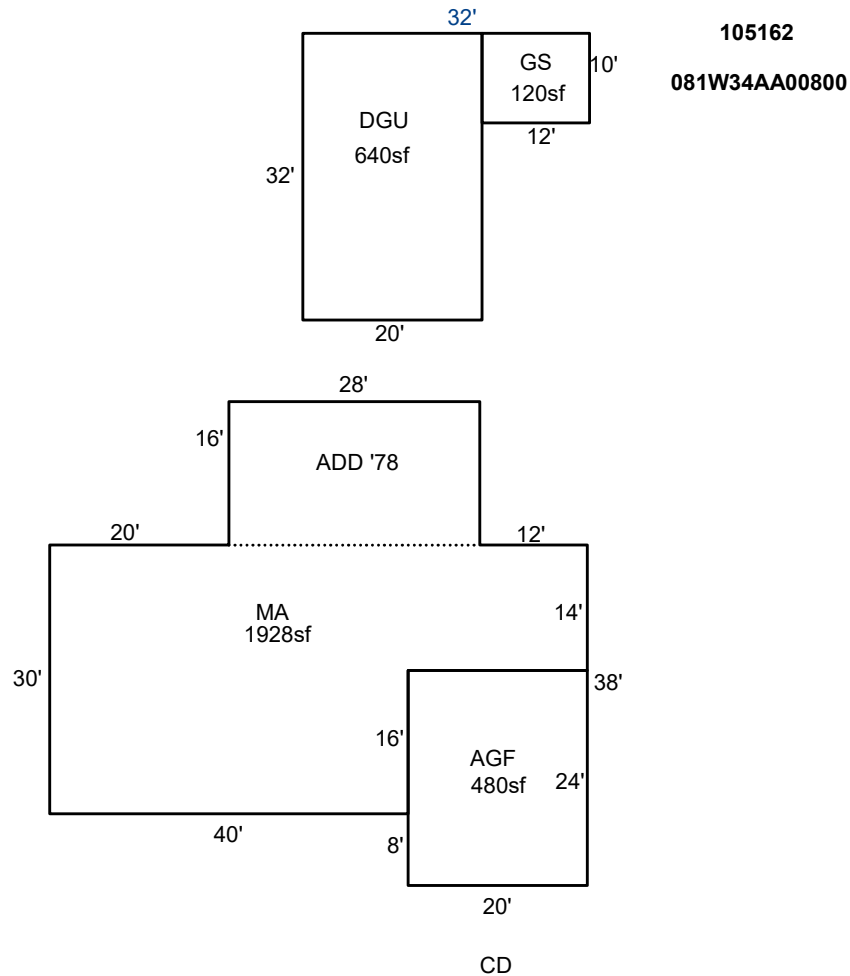 32'
105162
GS
10'
120sf
081W34AA00800
DGU
12'
640sf
32'
20'
28'
16'
ADD '78
20'
12'
MA
14'
1928sf
30'
38'
16'
AGF
24'
480sf
40'
8'
20'
CD